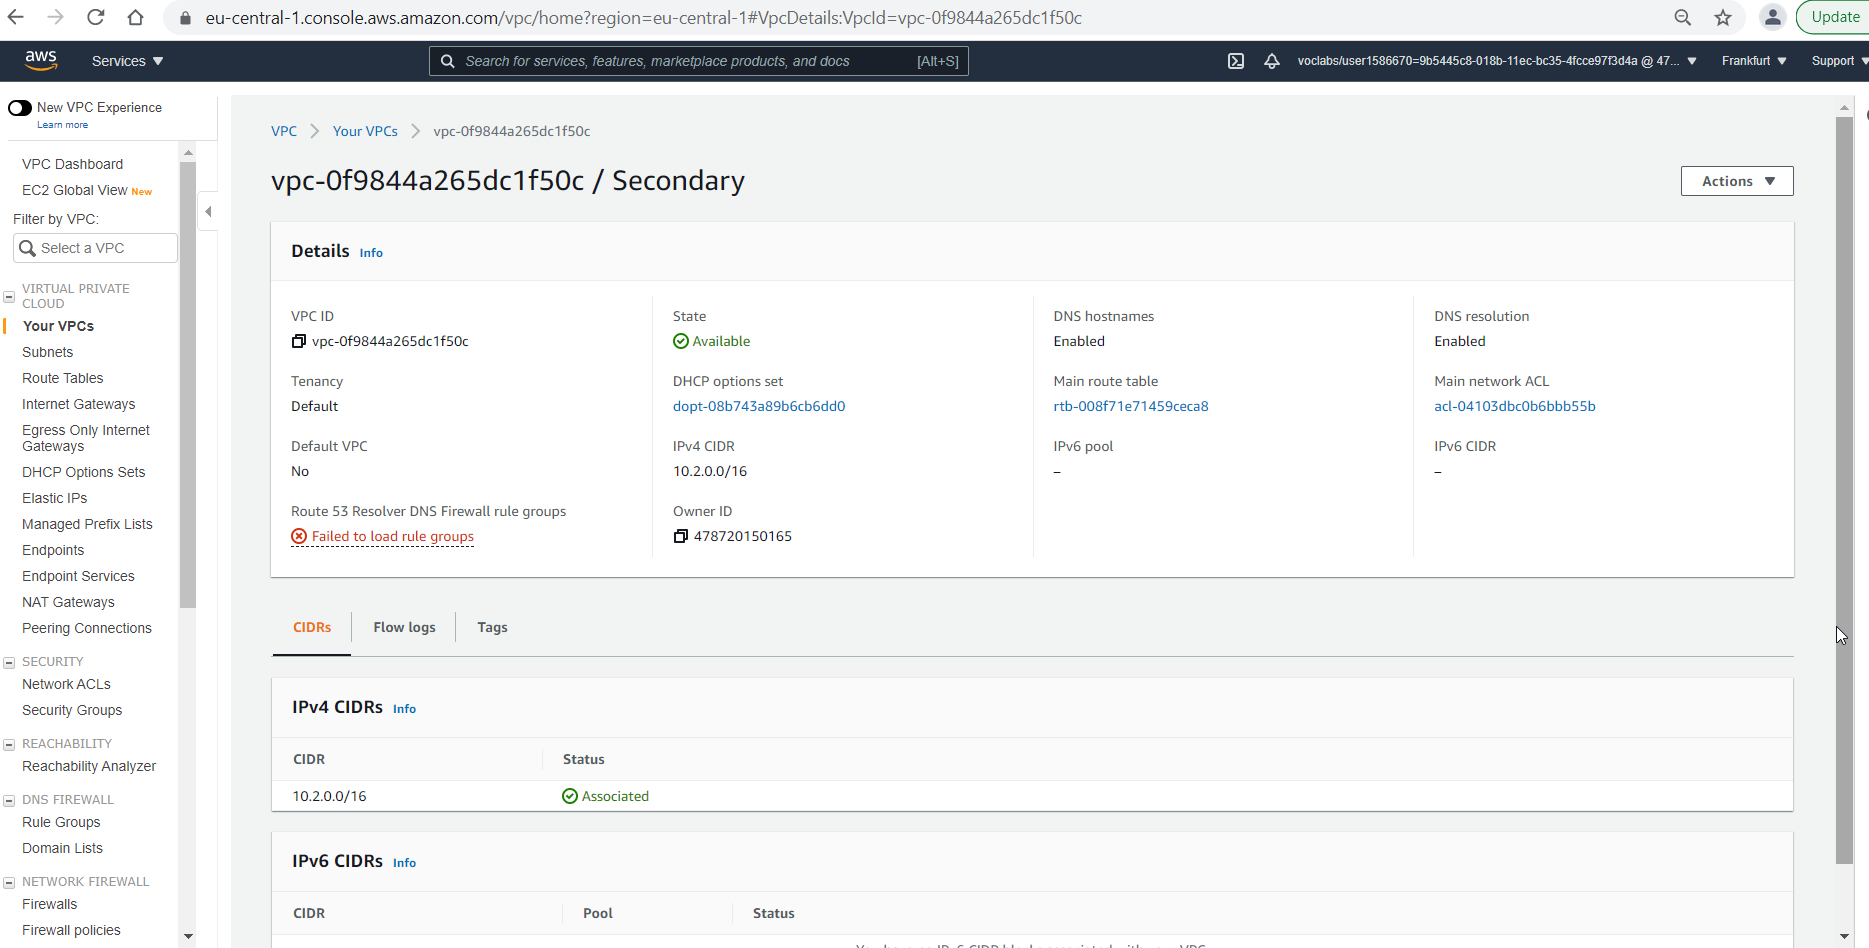 eu-central-1.console.aws.amazon.com/vpc/home?region=eu-central-1#VpcDetails:VpcId=vpc-0f9844a265dc1f50c
Update
aws
Services ▼
Search for services, features, marketplace products, and docs [Alt+S]
voclabs/user1586670=9b5445c8-018b-11ec-bc35-4fcce97f3d4a @ 47... ▼
Frankfurt ▼
Support
New VPC Experience
Learn more
VPC Dashboard
EC2 Global View New
Filter by VPC:
Select a VPC
VIRTUAL PRIVATE
CLOUD
Your VPCs
Subnets
Route Tables
Internet Gateways
Egress Only Internet
Gateways
DHCP Options Sets
Elastic IPs
Managed Prefix Lists
Endpoints
Endpoint Services
NAT Gateways
Peering Connections
SECURITY
Network ACLs
Security Groups
REACHABILITY
Reachability Analyzer
DNS FIREWALL
Rule Groups
Domain Lists
NETWORK FIREWALL
Firewalls
Firewall policies
VPC > Your VPCs > vpc-0f9844a265dc1f50c
vpc-0f9844a265dc1f50c / Secondary
Actions ▼
Details Info
VPC ID
vpc-0f9844a265dc1f50c
State
Available
DNS hostnames
Enabled
DNS resolution
Enabled
Tenancy
Default
DHCP options set
dopt-08b743a89b6cb6dd0
Main route table
rtb-008f71e71459ceca8
Main network ACL
acl-04103dbc0b6bbb55b
Default VPC
No
IPv4 CIDR
10.2.0.0/16
IPv6 pool
–
IPv6 CIDR
–
Route 53 Resolver DNS Firewall rule groups
Failed to load rule groups
Owner ID
478720150165
CIDRs
Flow logs
Tags
IPv4 CIDRs Info
CIDR Status
10.2.0.0/16 Associated
IPv6 CIDRs Info
CIDR Pool Status